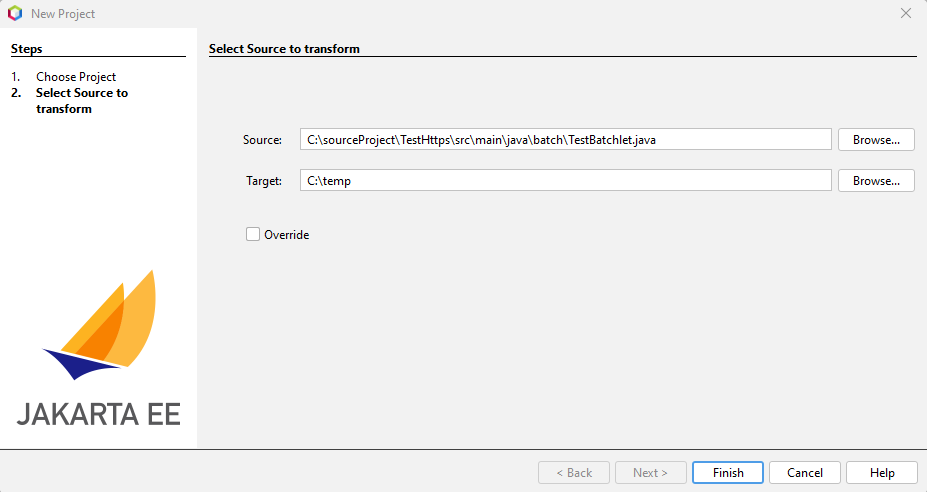 New Project
Steps
Select Source to transform
1. Choose Project
2. Select Source to
transform
Source: C:\sourceProject\TestHttps\src\main\java\batch\TestBatchlet.java Browse...
Target: C:\temp Browse...
Override
JAKARTA EE
< Back Next > Finish Cancel Help